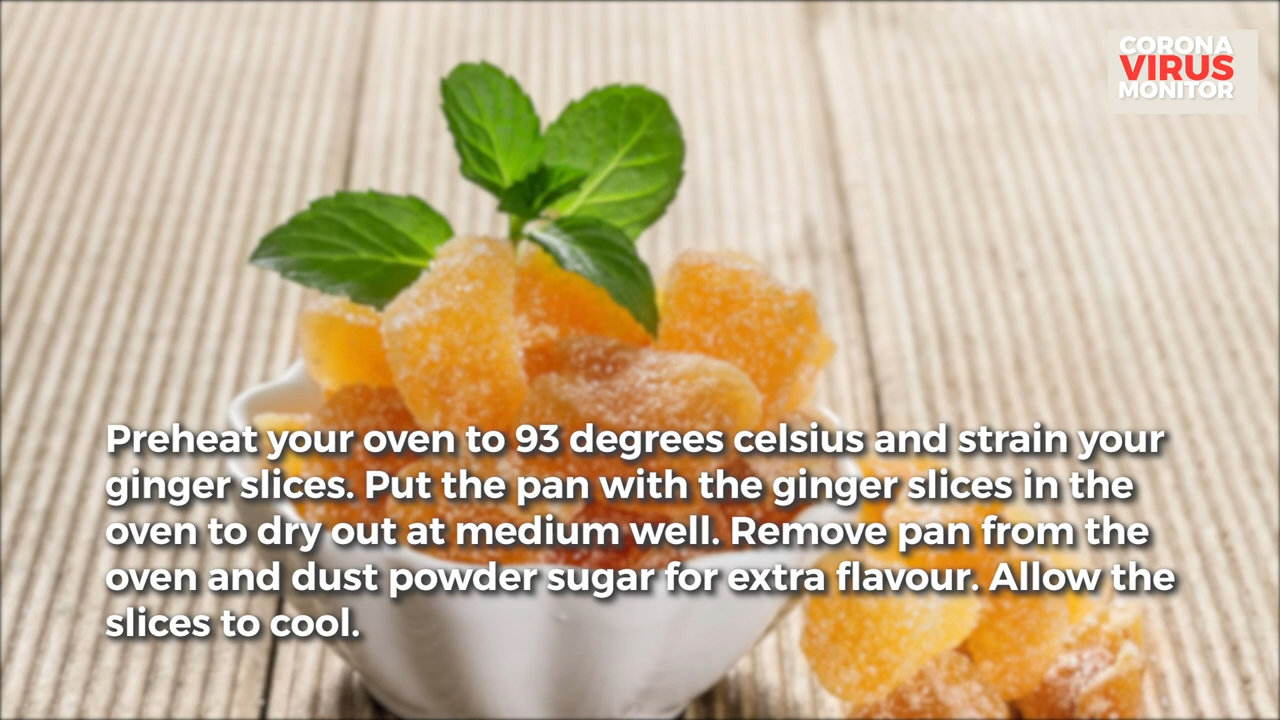 CORONA
VIRUS
MONITOR
Preheat your oven to 93 degrees celsius and strain your
ginger slices. Put the pan with the ginger slices in the
oven to dry out at medium well. Remove pan from the
oven and dust powder sugar for extra flavour. Allow the
slices to cool.